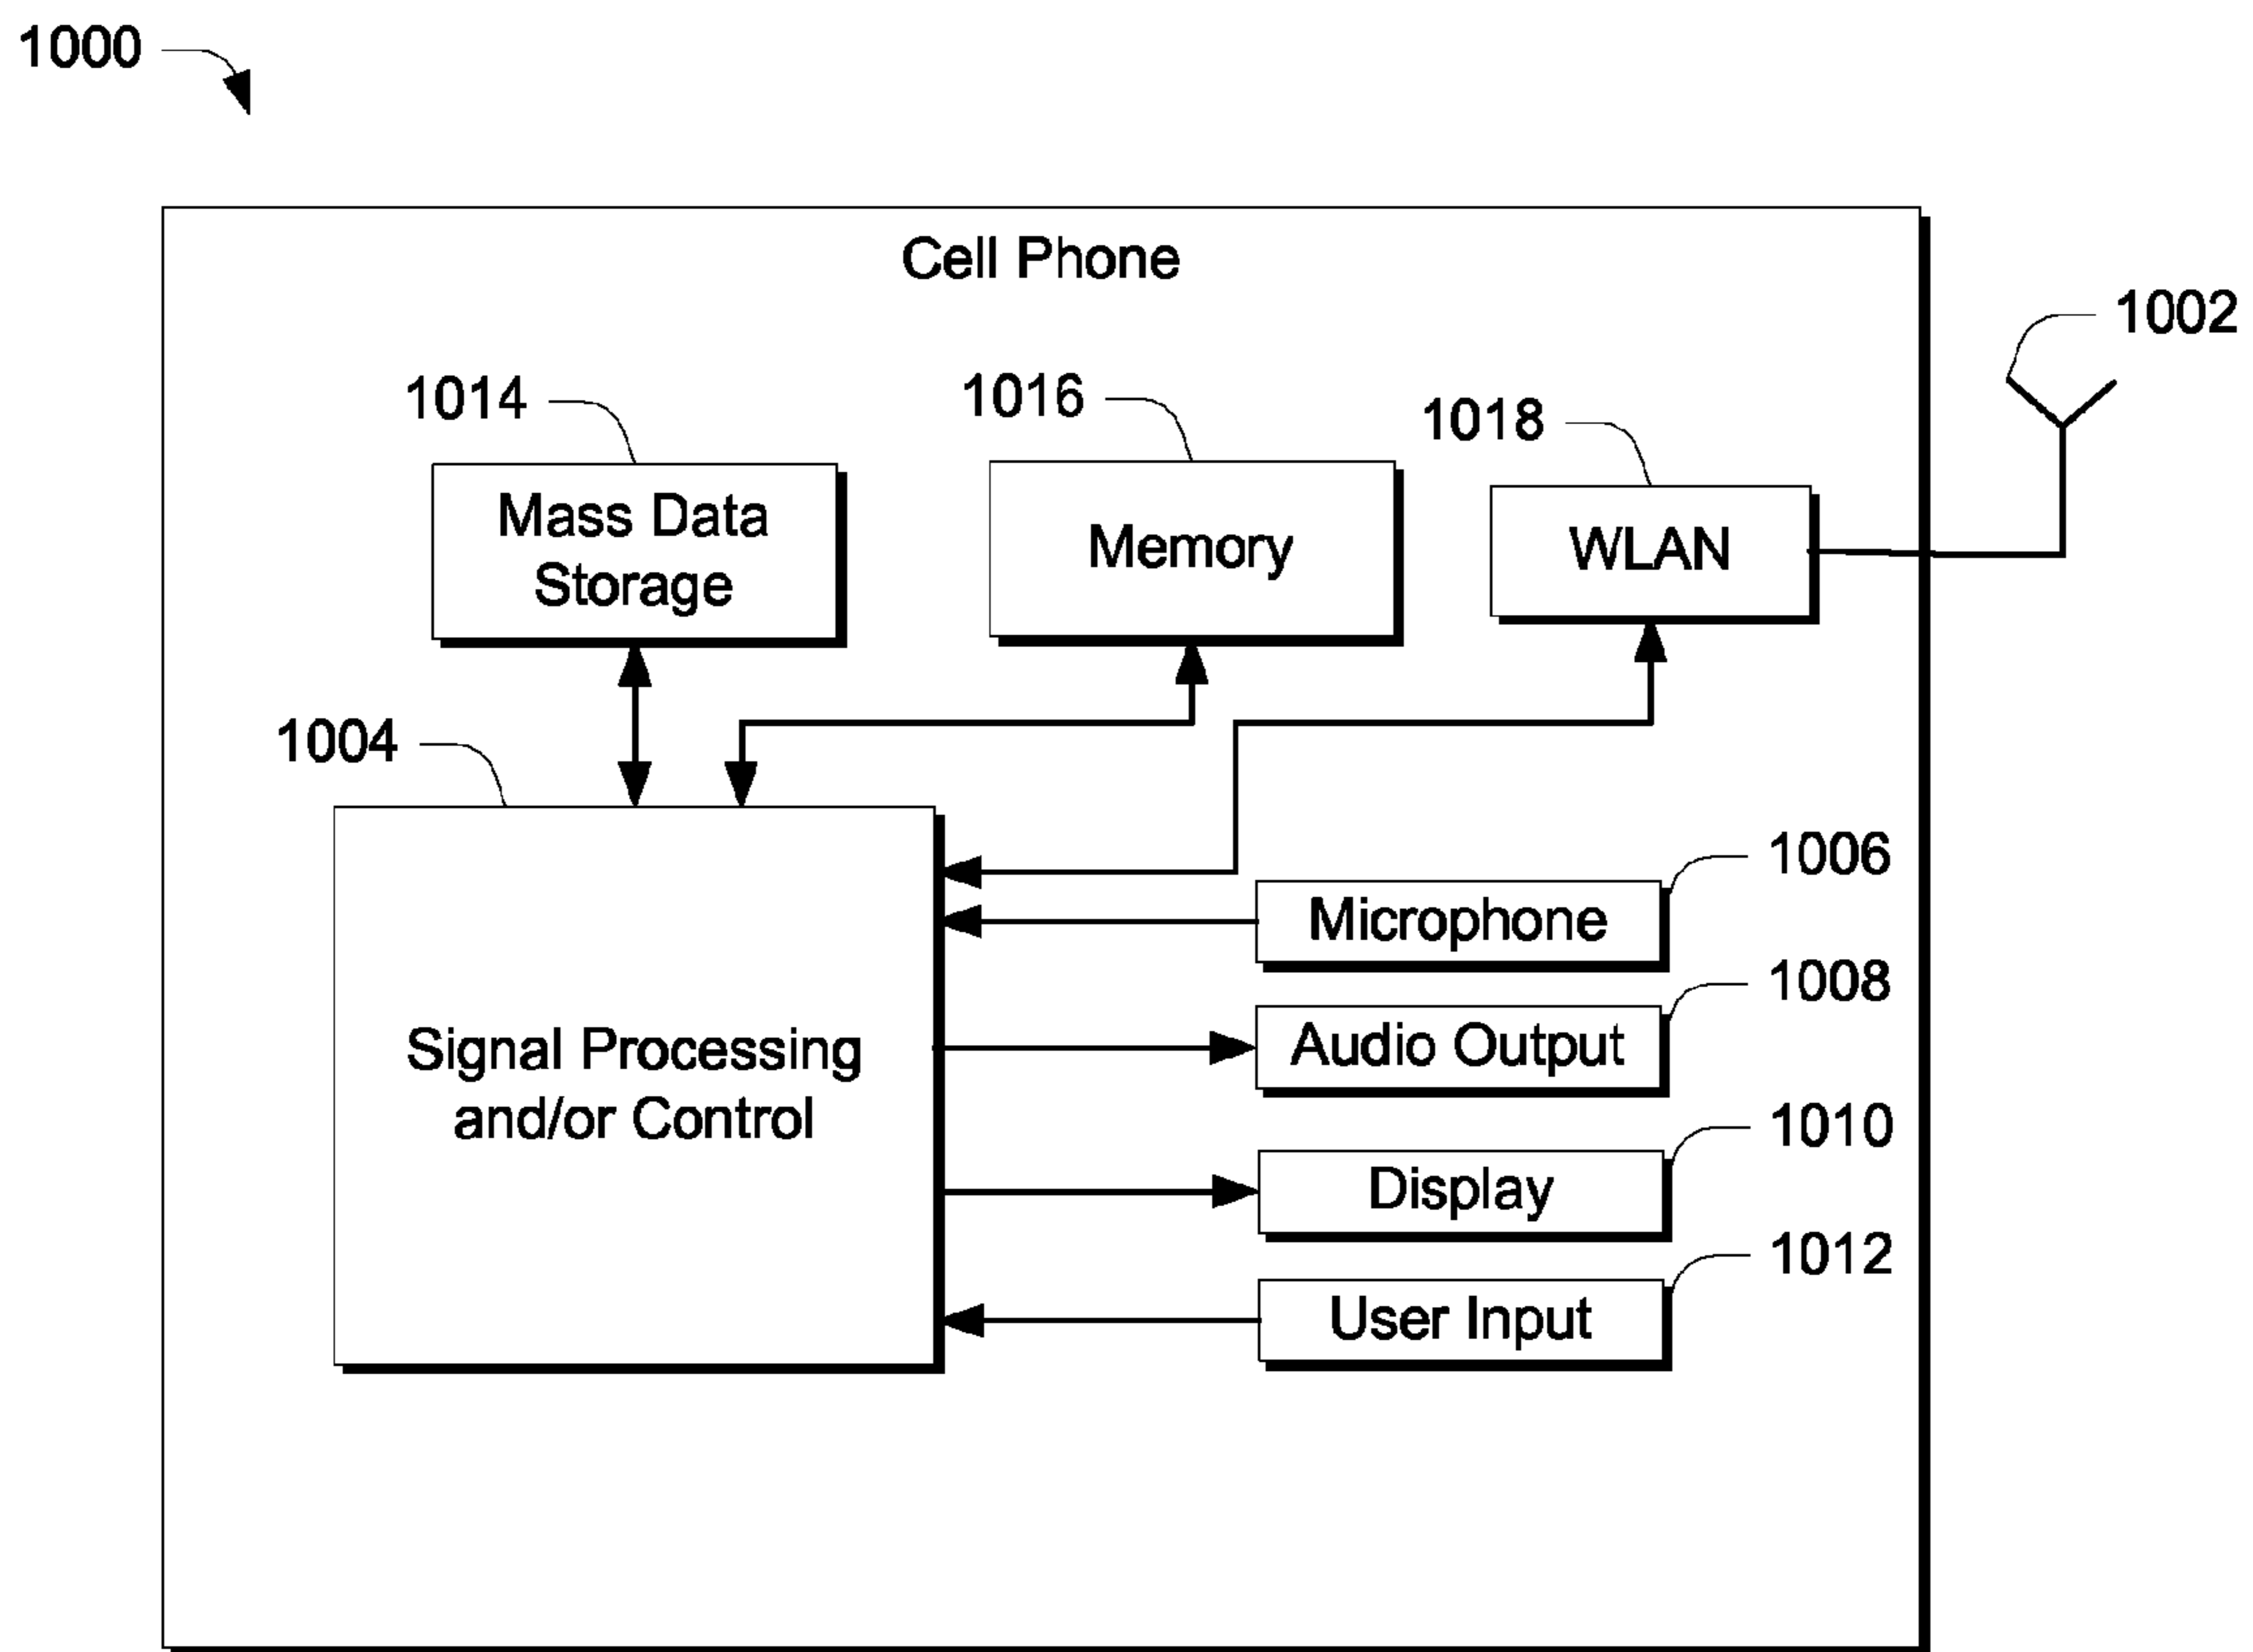 1000
Cell Phone
1002
1014
1016
1018
Mass Data
Storage
Memory
WLAN
1004
1006
Microphone
1008
Signal Processing
and/or Control
Audio Output
1010
Display
1012
User Input